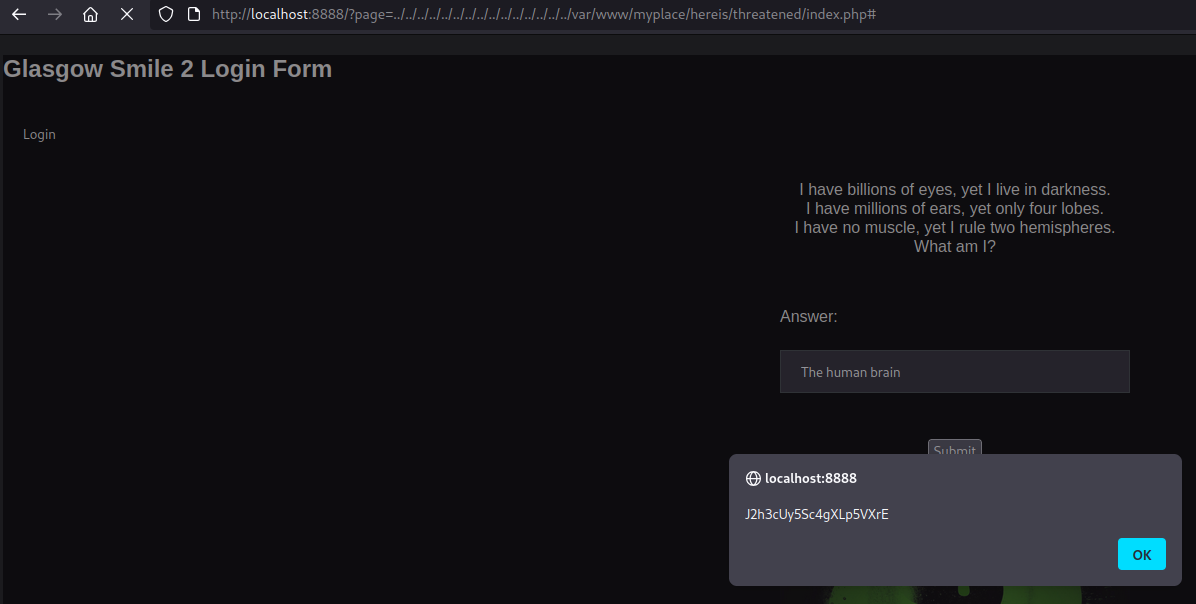 http://localhost:8888/?page=../../../../../../../../../../../../../../../var/www/myplace/hereis/threatened/index.php#
Glasgow Smile 2 Login Form
Login
I have billions of eyes, yet I live in darkness.
I have millions of ears, yet only four lobes.
I have no muscle, yet I rule two hemispheres.
What am I?
Answer:
The human brain
Submit
localhost:8888
J2h3cUy5Sc4gXLp5VXrE
OK